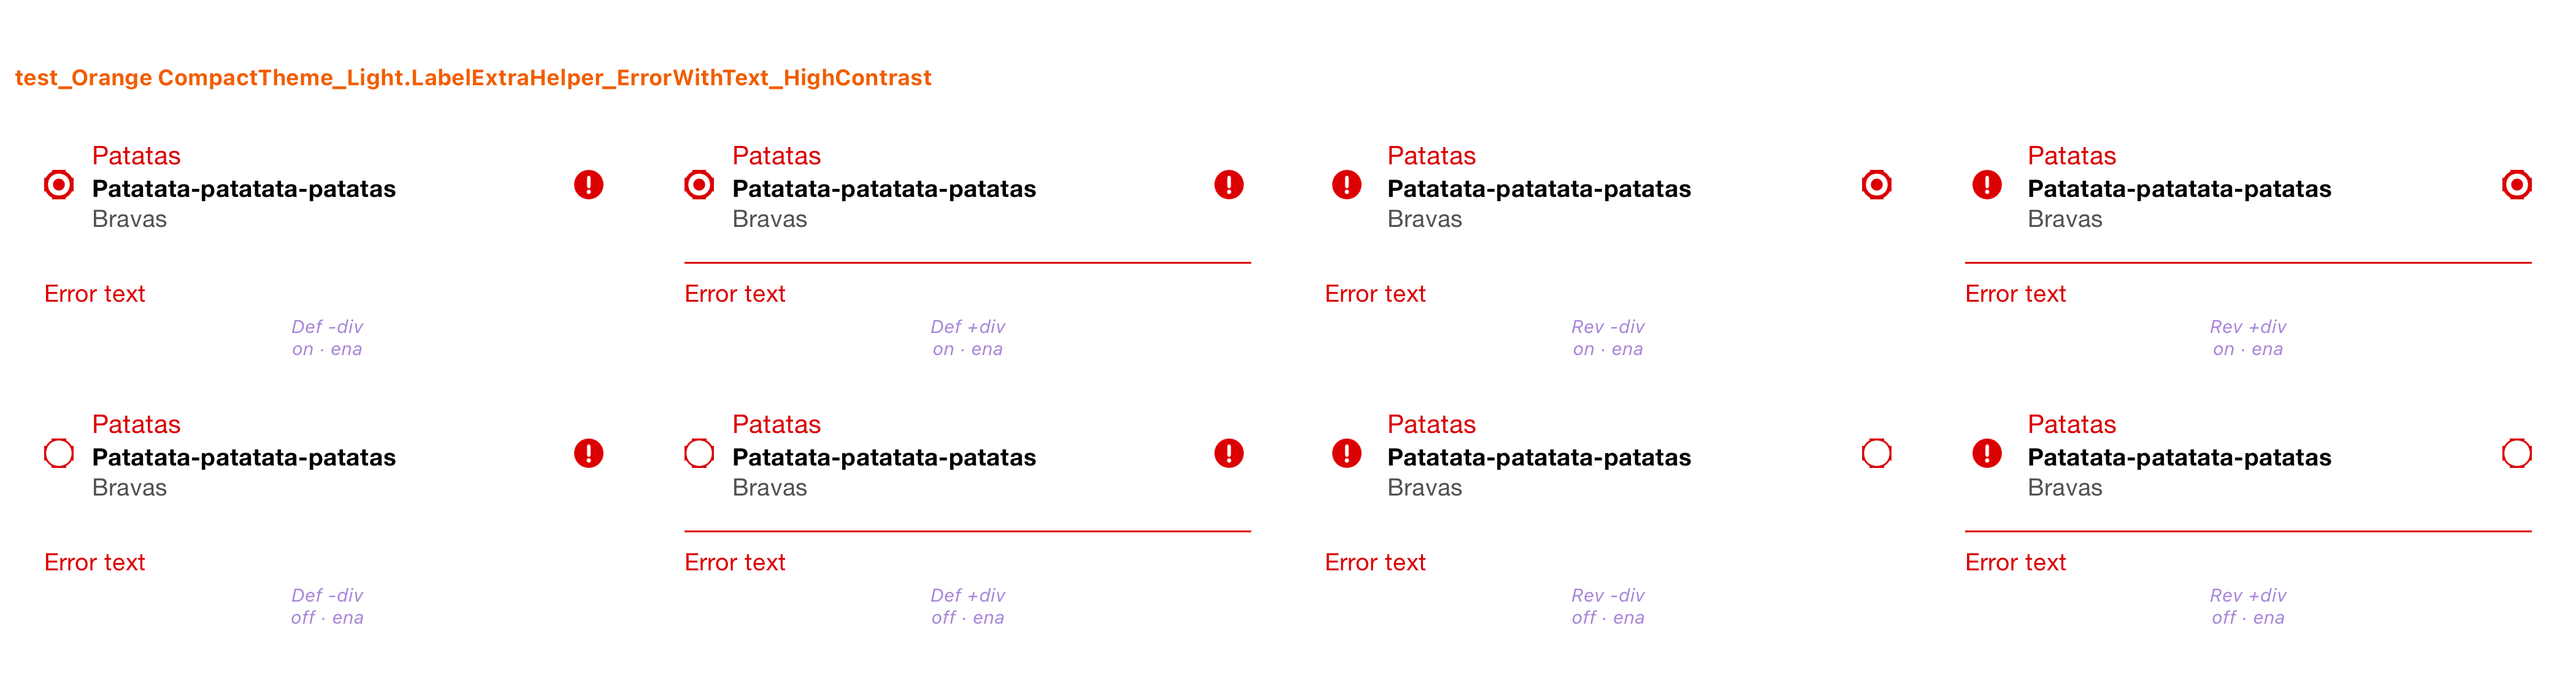 test_Orange CompactTheme_Light.LabelExtraHelper_ErrorWithText_HighContrast
Patatas
Patatata-patatata-patatas
Bravas
Error text
Def -div
on · ena
Patatas
Patatata-patatata-patatas
Bravas
Error text
Def +div
on · ena
Patatas
Patatata-patatata-patatas
Bravas
Error text
Rev -div
on · ena
Patatas
Patatata-patatata-patatas
Bravas
Error text
Rev +div
on · ena
Patatas
Patatata-patatata-patatas
Bravas
Error text
Def -div
off · ena
Patatas
Patatata-patatata-patatas
Bravas
Error text
Def +div
off · ena
Patatas
Patatata-patatata-patatas
Bravas
Error text
Rev -div
off · ena
Patatas
Patatata-patatata-patatas
Bravas
Error text
Rev +div
off · ena